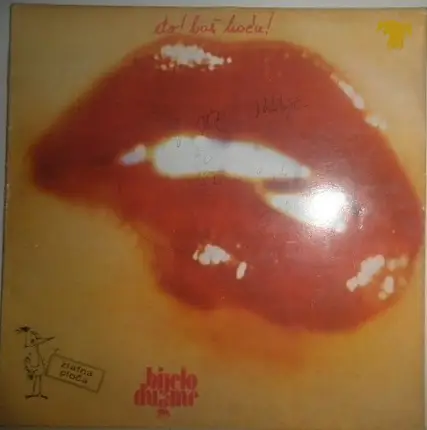 eto! baš hoću!
zlatna
ploča
bijelo
dugme